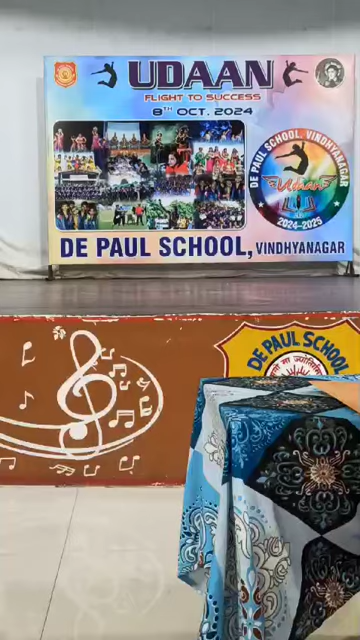 UDAAN
FLIGHT TO SUCCESS
8TH OCT. 2024
DE PAUL SCHOOL, VINDHYANAGAR
Udaan
2024-2025
DE PAUL SCHOOL, VINDHYANAGAR
DE PAUL SCHOOL